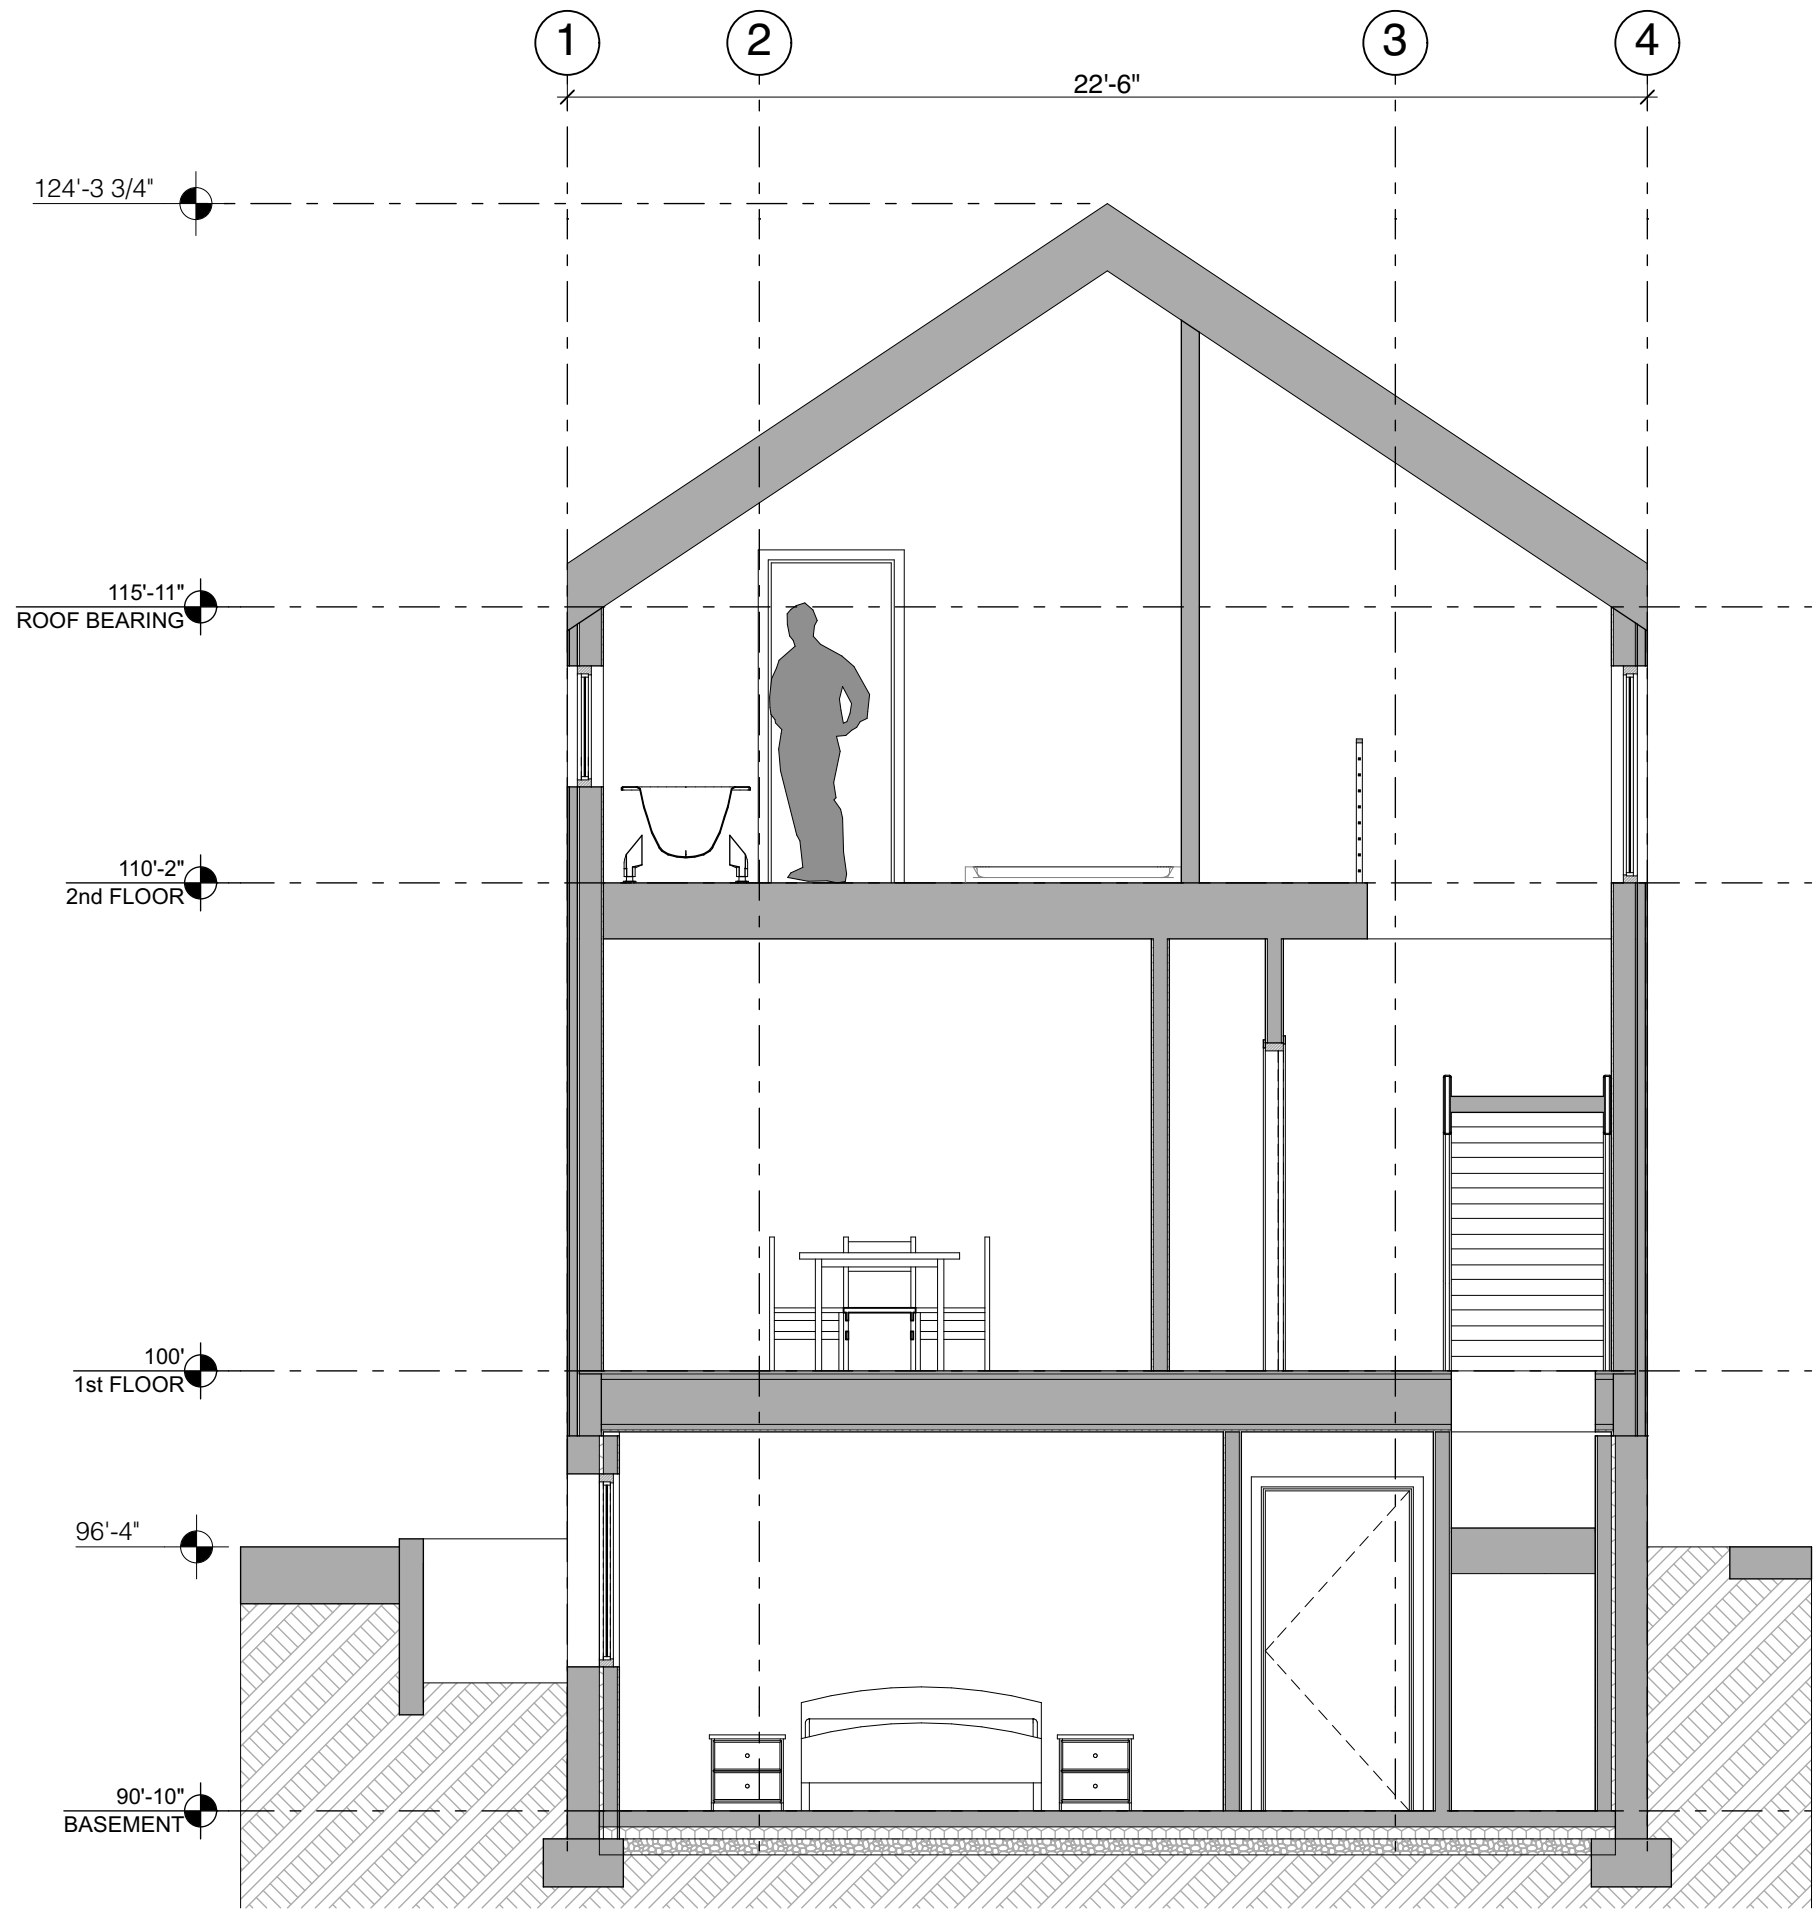 1 2 3 4
22'-6"
124'-3 3/4"
115'-11"
ROOF BEARING
110'-2"
2nd FLOOR
100'
1st FLOOR
96'-4"
90'-10"
BASEMENT